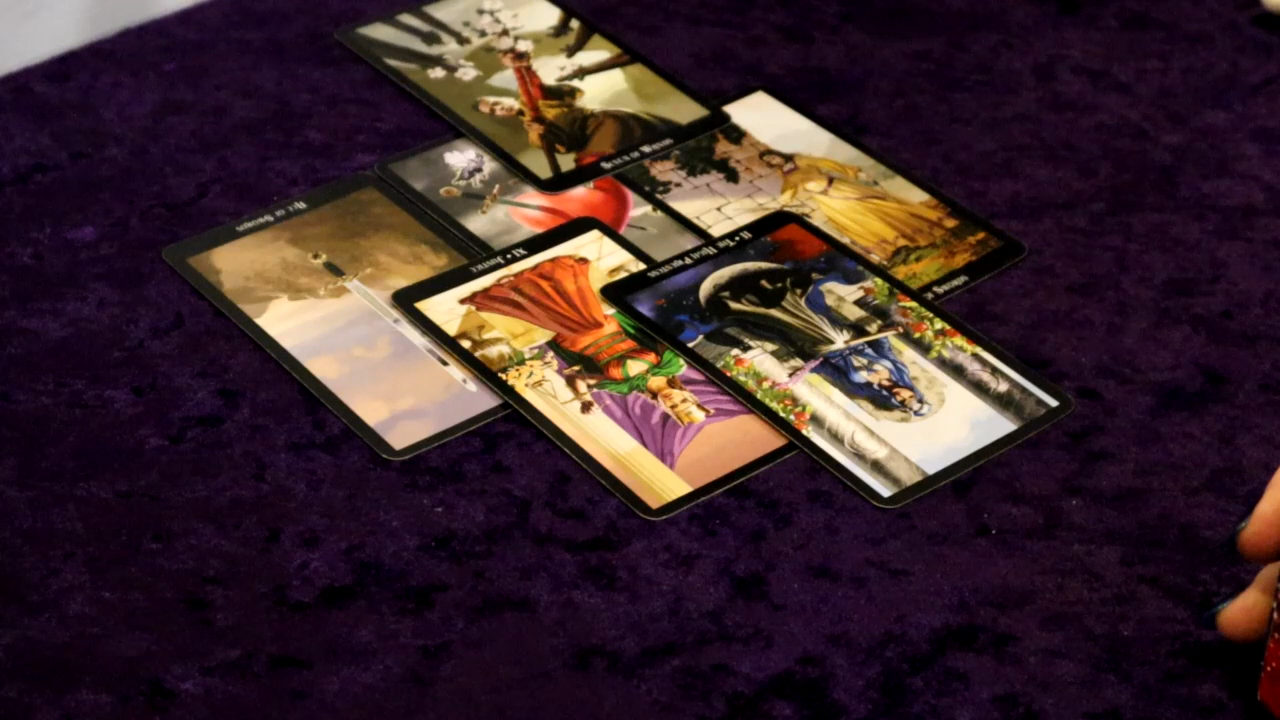 Seven of Wands
Ace of Swords
XI • Justice
II • The High Priestess